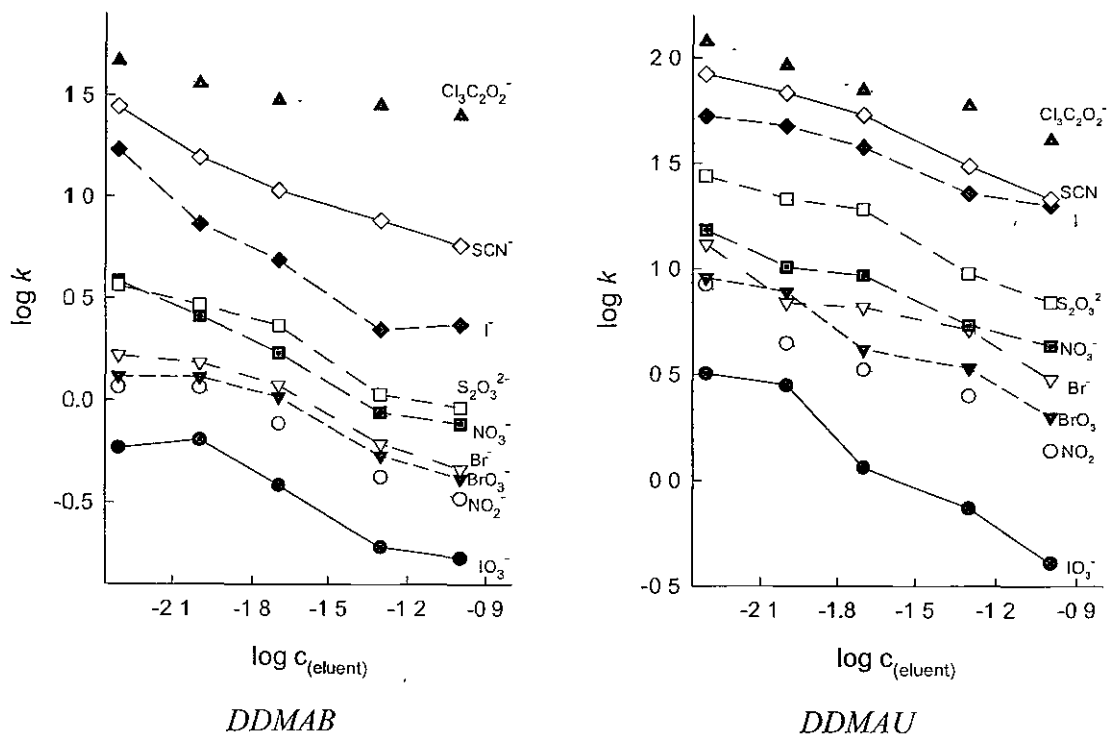 log k
1 5
1 0
0 5
0.0
-0.5
Cl₃C₂O₂⁻
SCN⁻
I⁻
S₂O₃²⁻
NO₃⁻
Br⁻
BrO₃⁻
NO₂⁻
IO₃⁻
-2 1
-1 8
-1 5
-1 2
-0 9
log c(eluent)
DDMAB
log k
2 0
1 5
1.0
0 5
0 0
-0 5
Cl₃C₂O₂⁻
SCN
I
S₂O₃²
NO₃⁻
Br⁻
BrO₃
NO₂
IO₃⁻
-2 1
-1.8
-1 5
-1 2
-0 9
log c(eluent)
DDMAU